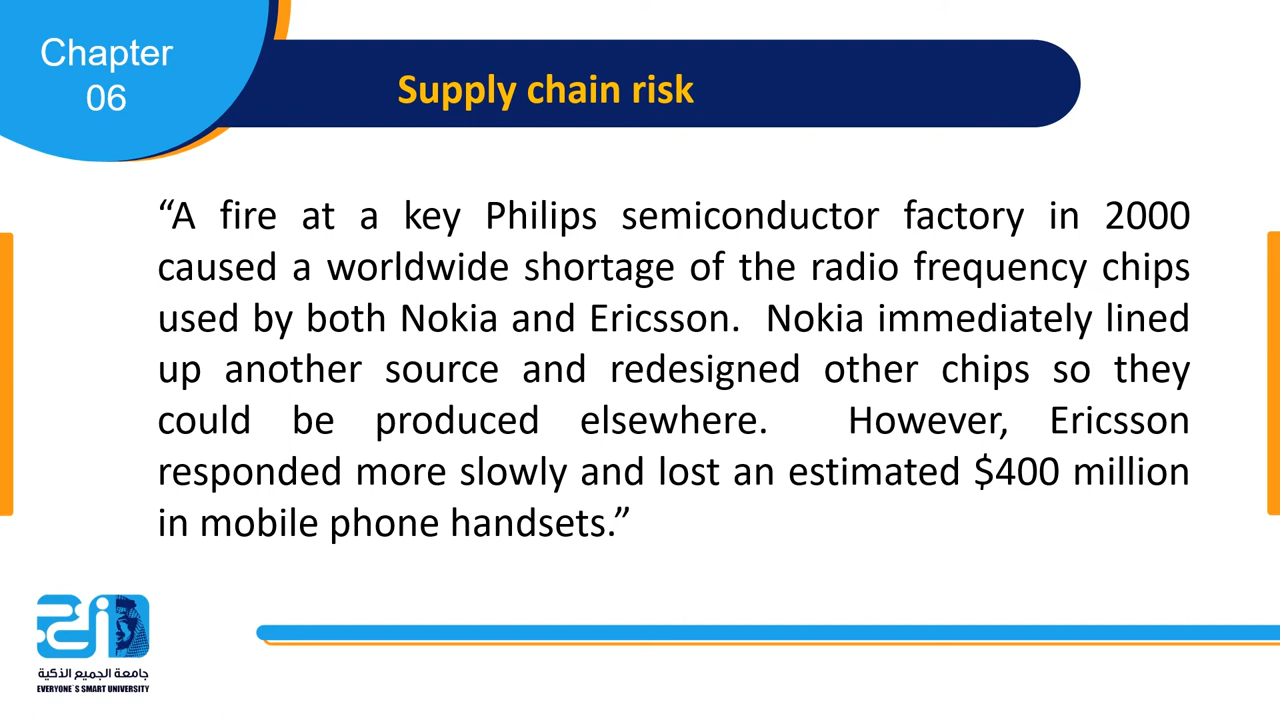 Chapter
06
Supply chain risk
“A fire at a key Philips semiconductor factory in 2000
caused a worldwide shortage of the radio frequency chips
used by both Nokia and Ericsson.  Nokia immediately lined
up another source and redesigned other chips so they
could be produced elsewhere.  However, Ericsson
responded more slowly and lost an estimated $400 million
in mobile phone handsets.”
جامعة الجميع الذكية
EVERYONE`S SMART UNIVERSITY